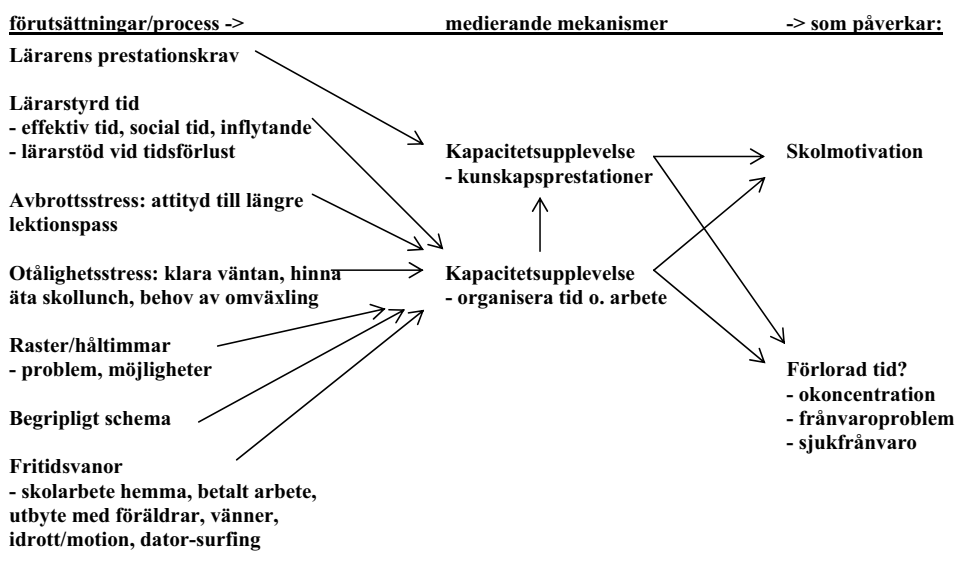 förutsättningar/process ->
medierande mekanismer
-> som påverkar:
Lärarens prestationskrav
Lärarstyrd tid
- effektiv tid, social tid, inflytande
- lärarstöd vid tidsförlust
Avbrottsstress: attityd till längre
lektionspass
Otålighetsstress: klara väntan, hinna
äta skollunch, behov av omväxling
Raster/håltimmar
- problem, möjligheter
Begripligt schema
Fritidsvanor
- skolarbete hemma, betalt arbete,
utbyte med föräldrar, vänner,
idrott/motion, dator-surfing
Kapacitetsupplevelse
- kunskapsprestationer
Kapacitetsupplevelse
- organisera tid o. arbete
Skolmotivation
Förlorad tid?
- okoncentration
- frånvaroproblem
- sjukfrånvaro